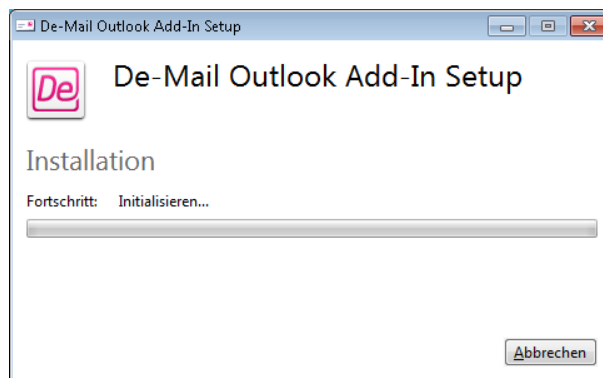 De-Mail Outlook Add-In Setup
De De-Mail Outlook Add-In Setup
Installation
Fortschritt: Initialisieren...
Abbrechen